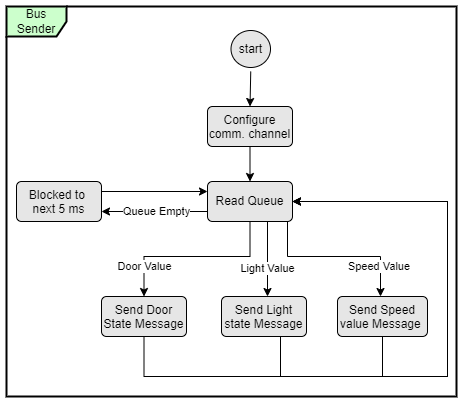 Bus
Sender
start
Configure
comm. channel
Blocked to
next 5 ms
Read Queue
Queue Empty
Door Value
Light Value
Speed Value
Send Door
State Message
Send Light
state Message
Send Speed
value Message